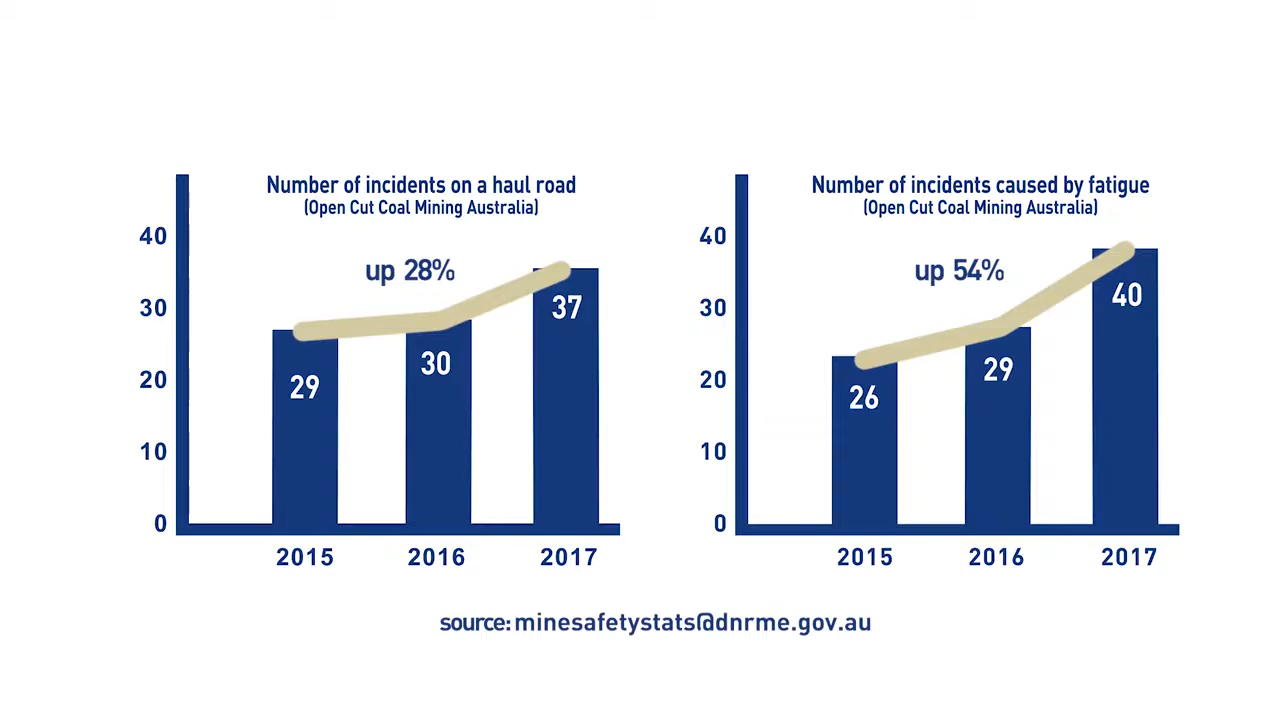 Number of incidents on a haul road
(Open Cut Coal Mining Australia)
40
30
20
10
0
up 28%
29
30
37
2015 2016 2017
Number of incidents caused by fatigue
(Open Cut Coal Mining Australia)
40
30
20
10
0
up 54%
26
29
40
2015 2016 2017
source: minesafetystats@dnrme.gov.au